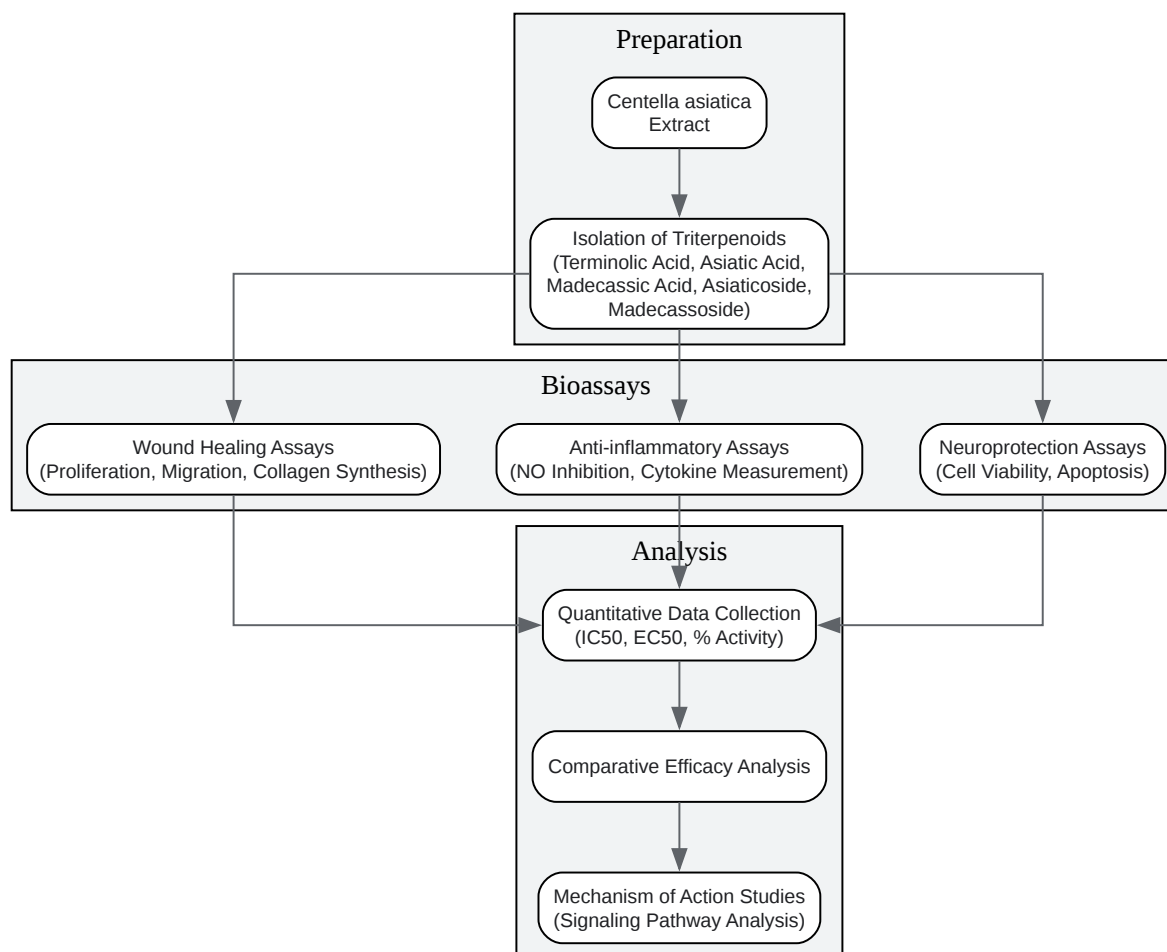 Preparation
Centella asiatica
Extract
Isolation of Triterpenoids
(Terminolic Acid, Asiatic Acid,
Madecassic Acid, Asiaticoside,
Madecassoside)
Bioassays
Wound Healing Assays
(Proliferation, Migration, Collagen Synthesis)
Anti-inflammatory Assays
(NO Inhibition, Cytokine Measurement)
Neuroprotection Assays
(Cell Viability, Apoptosis)
Analysis
Quantitative Data Collection
(IC50, EC50, % Activity)
Comparative Efficacy Analysis
Mechanism of Action Studies
(Signaling Pathway Analysis)